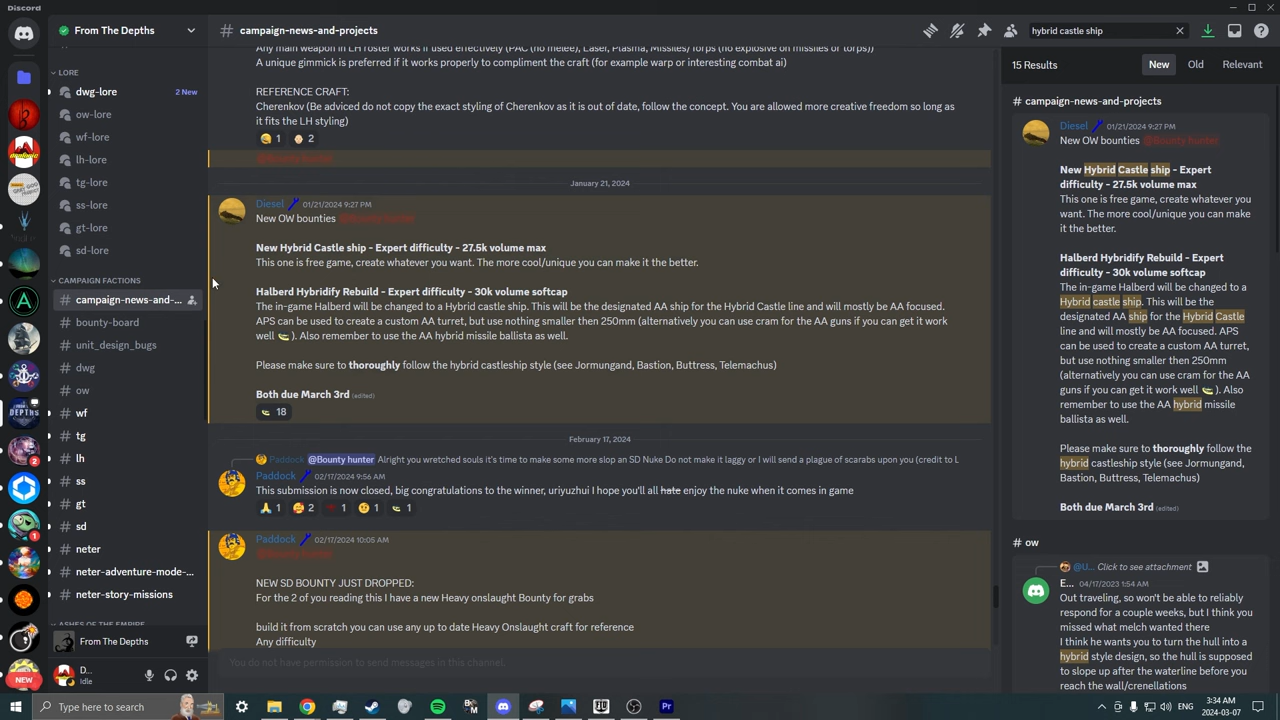 Discord
From The Depths
# campaign-news-and-projects
hybrid castle ship
LORE
dwg-lore
2 New
ow-lore
wf-lore
lh-lore
tg-lore
ss-lore
gt-lore
sd-lore
CAMPAIGN FACTIONS
# campaign-news-and-...
# bounty-board
# unit_design_bugs
# dwg
# ow
# wf
# tg
# lh
# ss
# gt
# sd
# neter
# neter-adventure-mode-...
# neter-story-missions
ASHES OF THE EMPIRE
From The Depths
D...
Idle
2
1
NEW
Any main weapon in LH roster works if used effectively (PAC (no melee), Laser, Plasma, Missiles/Torps (no explosive on missiles or torps))
A unique gimmick is preferred if it works properly to compliment the craft (for example warp or interesting combat ai)
REFERENCE CRAFT:
Cherenkov (Be adviced do not copy the exact styling of Cherenkov as it is out of date, follow the concept. You are allowed more creative freedom so long as
it fits the LH styling)
1 2
@Bounty hunter
January 21, 2024
Diesel 01/21/2024 9:27 PM
New OW bounties @Bounty hunter
New Hybrid Castle ship - Expert difficulty - 27.5k volume max
This one is free game, create whatever you want. The more cool/unique you can make it the better.
Halberd Hybridify Rebuild - Expert difficulty - 30k volume softcap
The in-game Halberd will be changed to a Hybrid castle ship. This will be the designated AA ship for the Hybrid Castle line and will mostly be AA focused.
APS can be used to create a custom AA turret, but use nothing smaller then 250mm (alternatively you can use cram for the AA guns if you can get it work
well ). Also remember to use the AA hybrid missile ballista as well.
Please make sure to thoroughly follow the hybrid castleship style (see Jormungand, Bastion, Buttress, Telemachus)
Both due March 3rd (edited)
18
February 17, 2024
Paddock @Bounty hunter Alright you wretched souls it's time to make some more slop an SD Nuke Do not make it laggy or I will send a plague of scarabs upon you (credit to L
Paddock 02/17/2024 9:56 AM
This submission is now closed, big congratulations to the winner, uriyuzhui I hope you'll all hate enjoy the nuke when it comes in game
1 2 1 1 1
Paddock 02/17/2024 10:05 AM
@Bounty hunter
NEW SD BOUNTY JUST DROPPED:
For the 2 of you reading this I have a new Heavy onslaught Bounty for grabs
build it from scratch you can use any up to date Heavy Onslaught craft for reference
Any difficulty
You do not have permission to send messages in this channel.
15 Results
New
Old
Relevant
# campaign-news-and-projects
Diesel 01/21/2024 9:27 PM
New OW bounties @Bounty hunter
New Hybrid Castle ship - Expert
difficulty - 27.5k volume max
This one is free game, create whatever you
want. The more cool/unique you can make
it the better.
Halberd Hybridify Rebuild - Expert
difficulty - 30k volume softcap
The in-game Halberd will be changed to a
Hybrid castle ship. This will be the
designated AA ship for the Hybrid Castle
line and will mostly be AA focused. APS
can be used to create a custom AA turret,
but use nothing smaller then 250mm
(alternatively you can use cram for the AA
guns if you can get it work well ). Also
remember to use the AA hybrid missile
ballista as well.
Please make sure to thoroughly follow the
hybrid castleship style (see Jormungand,
Bastion, Buttress, Telemachus)
Both due March 3rd (edited)
# ow
@U... Click to see attachment
E... 04/17/2023 1:54 AM
Out traveling, so won't be able to reliably
respond for a couple weeks, but I think you
missed what melch wanted there
I think he wants you to turn the hull into a
hybrid style design, so the hull is supposed
to slope up after the waterline before you
reach the wall/crenellations
Type here to search
3:34 AM
2024-03-07